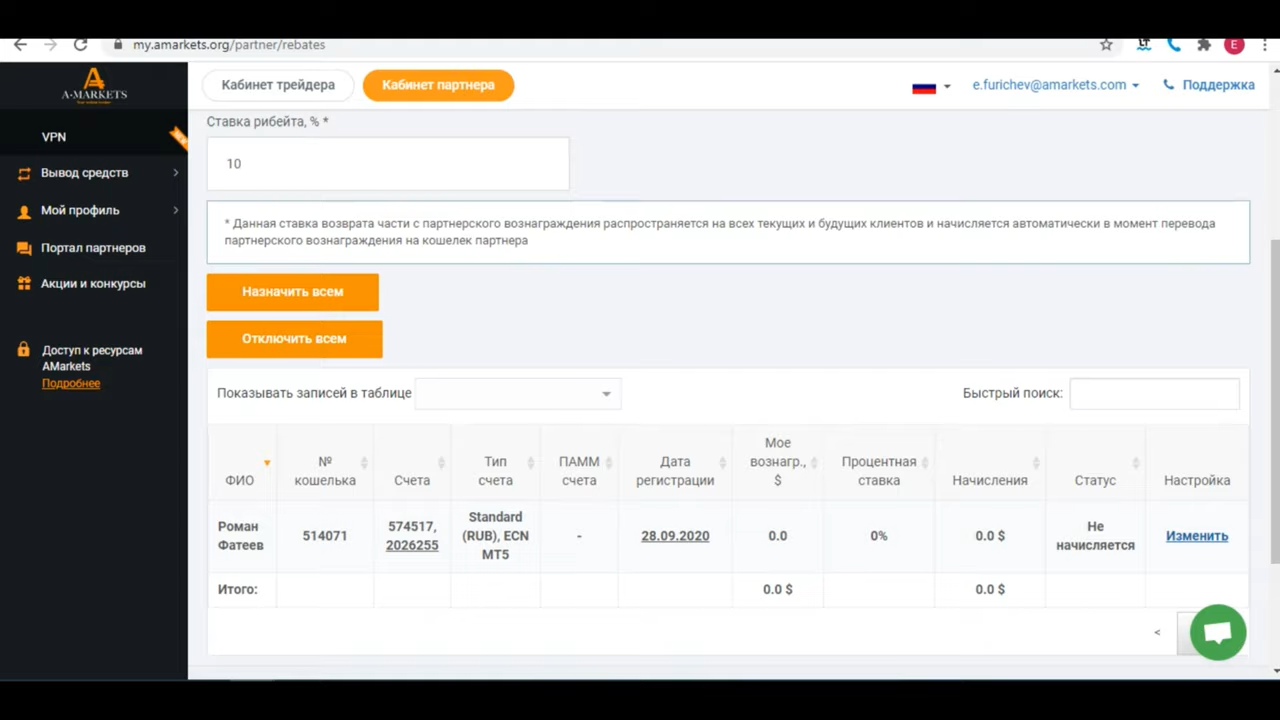 my.amarkets.org/partner/rebates
E
A-MARKETS
Кабинет трейдера
Кабинет партнера
e.furichev@amarkets.com
Поддержка
VPN
Вывод средств
Мой профиль
Портал партнеров
Акции и конкурсы
Доступ к ресурсам
AMarkets
Подробнее
Ставка рибейта, % *
10
* Данная ставка возврата части с партнерского вознаграждения распространяется на всех текущих и будущих клиентов и начисляется автоматически в момент перевода
партнерского вознаграждения на кошелек партнера
Назначить всем
Отключить всем
Показывать записей в таблице
Быстрый поиск:
ФИО
№
кошелька
Счета
Тип
счета
ПАММ
счета
Дата
регистрации
Мое
вознагр.,
$
Процентная
ставка
Начисления
Статус
Настройка
Роман
Фатеев
514071
574517,
2026255
Standard
(RUB), ECN
MT5
-
28.09.2020
0.0
0%
0.0 $
Не
начисляется
Изменить
Итого:
0.0 $
0.0 $
<